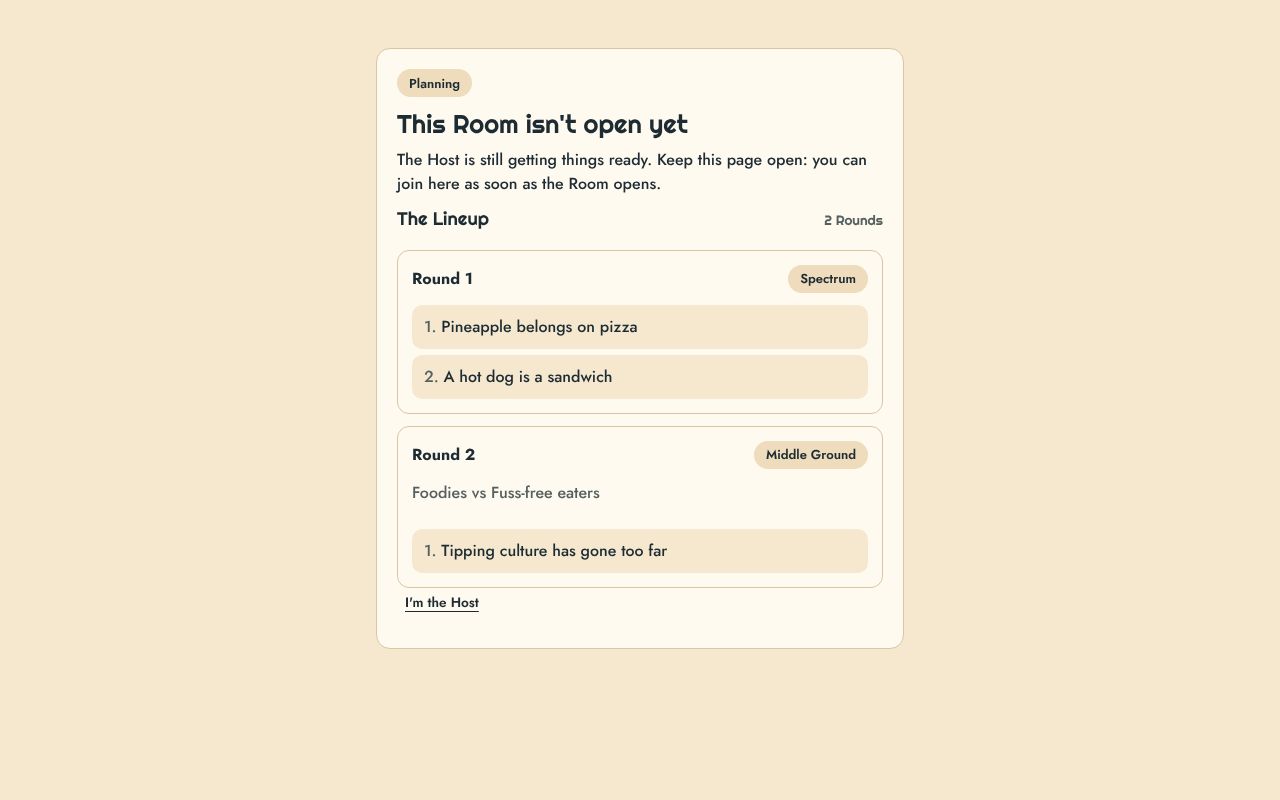 Planning
This Room isn't open yet
The Host is still getting things ready. Keep this page open: you can
join here as soon as the Room opens.
The Lineup
2 Rounds
Round 1
Spectrum
1. Pineapple belongs on pizza
2. A hot dog is a sandwich
Round 2
Middle Ground
Foodies vs Fuss-free eaters
1. Tipping culture has gone too far
I'm the Host